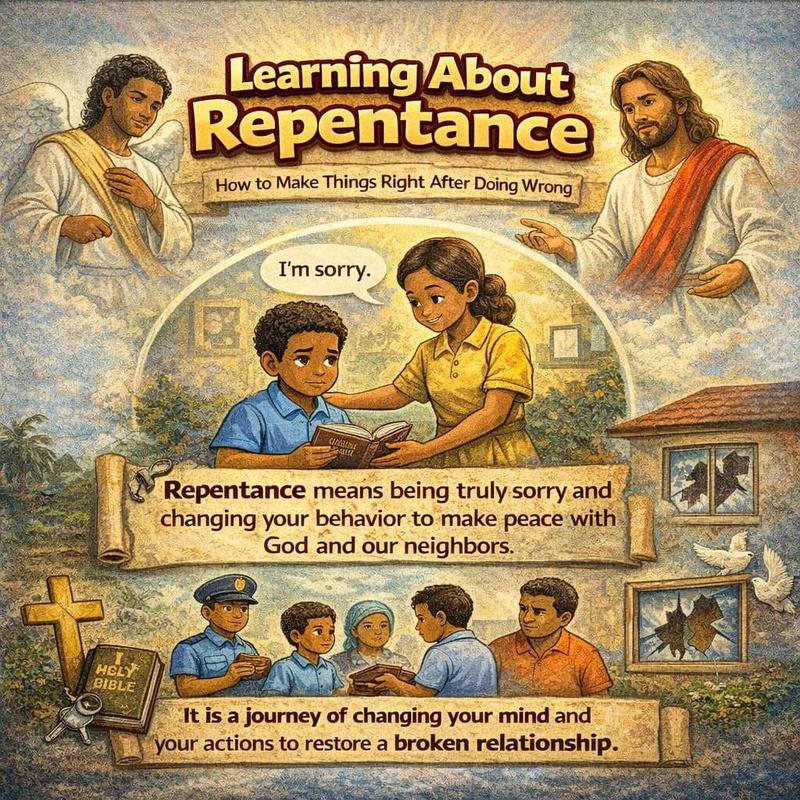 Learning About
Repentance
How to Make Things Right After Doing Wrong
I'm sorry.
Repentance means being truly sorry and
changing your behavior to make peace with
God and our neighbors.
HOLY
BIBLE
It is a journey of changing your mind and
your actions to restore a broken relationship.